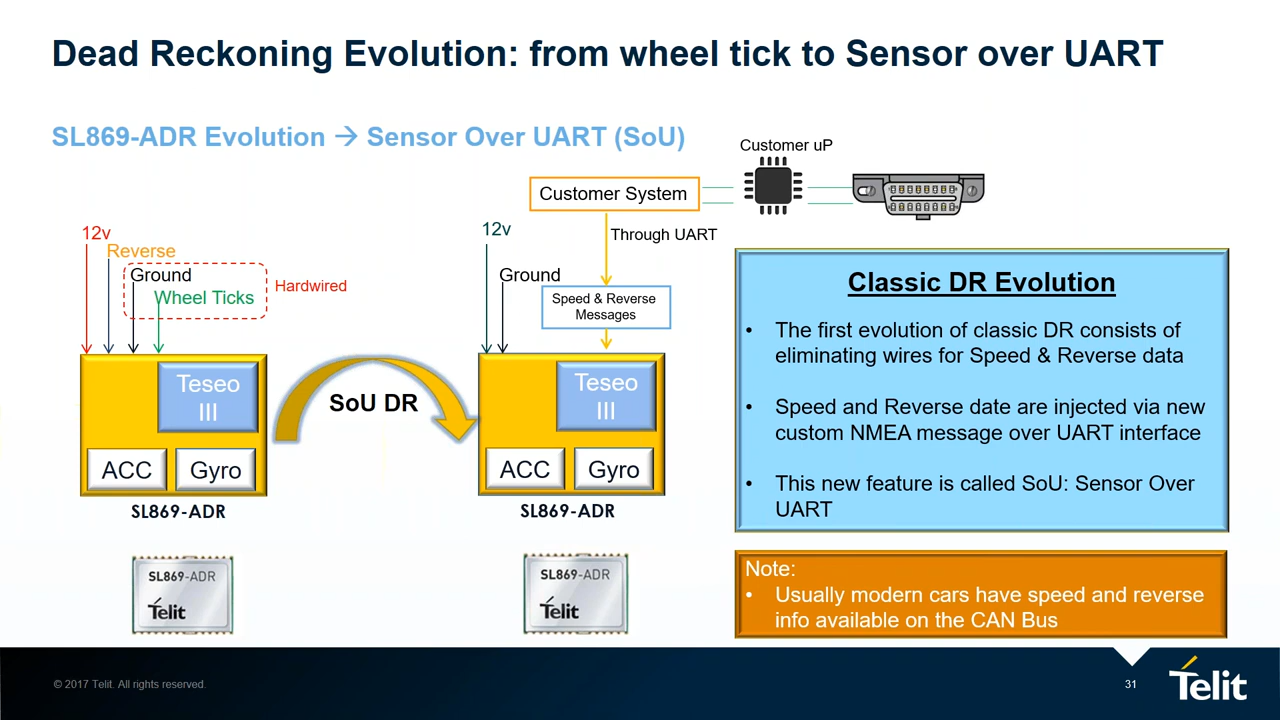 Dead Reckoning Evolution: from wheel tick to Sensor over UART
SL869-ADR Evolution → Sensor Over UART (SoU)
Customer uP
Customer System
12v
Reverse
Ground
Wheel Ticks
Hardwired
12v
Ground
Through UART
Speed & Reverse
Messages
Teseo
III
ACC
Gyro
SL869-ADR
SoU DR
Teseo
III
ACC
Gyro
SL869-ADR
SL869-ADR
Telit
SL869-ADR
Telit
Classic DR Evolution
• The first evolution of classic DR consists of
eliminating wires for Speed & Reverse data
• Speed and Reverse date are injected via new
custom NMEA message over UART interface
• This new feature is called SoU: Sensor Over
UART
Note:
• Usually modern cars have speed and reverse
info available on the CAN Bus
© 2017 Telit. All rights reserved.
31
Telit